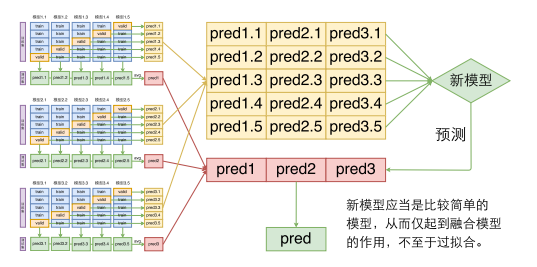 模型1.1 模型1.2 模型1.3 模型1.4 模型1.5
train train train train valid pred1.1
train train train valid train pred1.2
train train valid train train pred1.3
train valid train train train pred1.4
valid train train train train pred1.5
pred1.1 pred1.2 pred1.3 pred1.4 pred1.5 avg pred1
模型2.1 模型2.2 模型2.3 模型2.4 模型2.5
train train train train valid pred2.1
train train train valid train pred2.2
train train valid train train pred2.3
train valid train train train pred2.4
valid train train train train pred2.5
pred2.1 pred2.2 pred2.3 pred2.4 pred2.5 avg pred2
模型3.1 模型3.2 模型3.3 模型3.4 模型3.5
train train train train valid pred3.1
train train train valid train pred3.2
train train valid train train pred3.3
train valid train train train pred3.4
valid train train train train pred3.5
pred3.1 pred3.2 pred3.3 pred3.4 pred3.5 avg pred3
pred1.1 pred2.1 pred3.1
pred1.2 pred2.2 pred3.2
pred1.3 pred2.3 pred3.3
pred1.4 pred2.4 pred3.4
pred1.5 pred2.5 pred3.5
新模型
预测
pred1 pred2 pred3
pred
新模型应当是比较简单的
模型，从而仅起到融合模型
的作用，不至于过拟合。